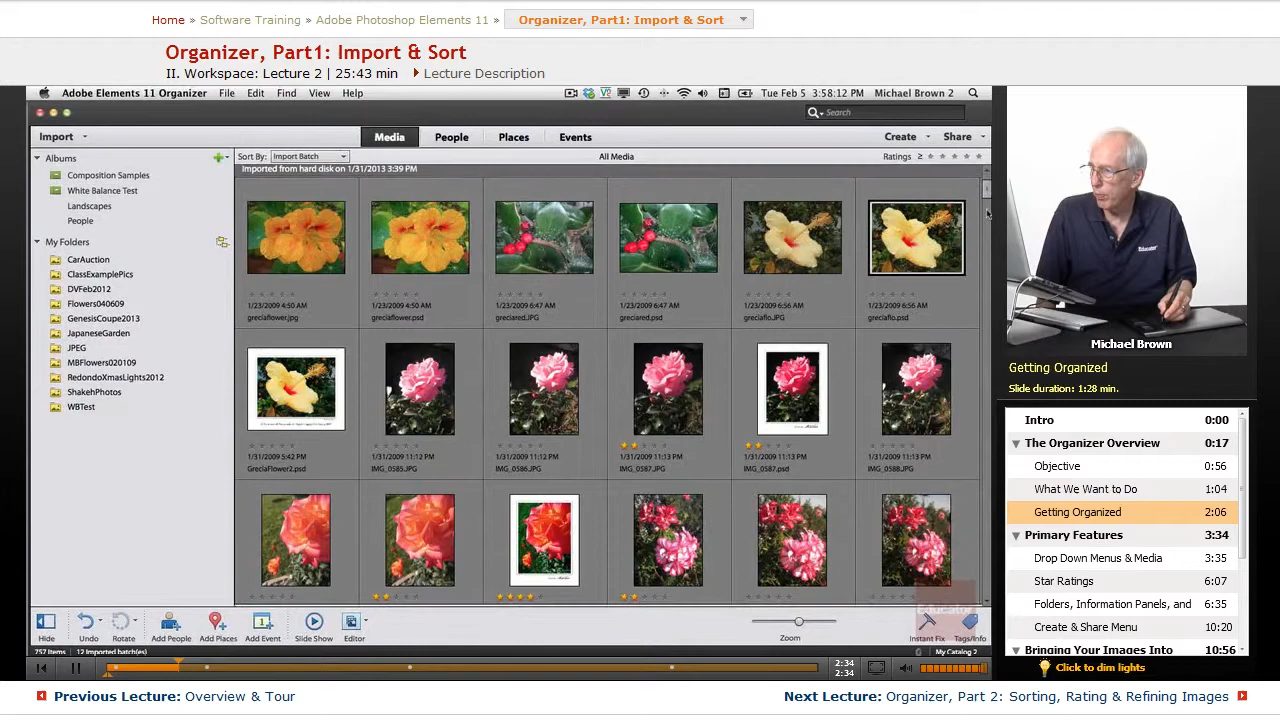 Home » Software Training » Adobe Photoshop Elements 11 » Organizer, Part1: Import & Sort
Organizer, Part1: Import & Sort
II. Workspace: Lecture 2 | 25:43 min Lecture Description
Adobe Elements 11 Organizer File Edit Find View Help Tue Feb 5 3:58:12 PM Michael Brown 2
Search
Import Media People Places Events Create Share
Albums
Composition Samples
White Balance Test
Landscapes
People
My Folders
CarAuction
ClassExamplePics
DVFeb2012
Flowers040609
GenesisCoupe2013
JapaneseGarden
JPEG
MBFlowers020109
RedondoXmasLights2012
ShakehPhotos
WBTest
Sort By: Import Batch All Media Ratings ≥
Imported from hard disk on 1/31/2013 3:39 PM
1/23/2009 4:50 AM 1/23/2009 4:50 AM 1/23/2009 6:47 AM 1/23/2009 6:47 AM 1/23/2009 6:56 AM 1/23/2009 6:56 AM
greciaflower.jpg greciaflower.psd greciared.JPG greciared.psd greciaflo.JPG greciaflo.psd
1/31/2009 5:42 PM 1/31/2009 11:12 PM 1/31/2009 11:12 PM 1/31/2009 11:13 PM 1/31/2009 11:13 PM 1/31/2009 11:13 PM
GreciaFlower2.psd IMG_0585.JPG IMG_0586.JPG IMG_0587.JPG IMG_0587.psd IMG_0588.JPG
Hide Undo Rotate Add People Add Places Add Event Slide Show Editor Zoom Instant Fix Tags/Info
757 Items 12 Imported batch(es) My Catalog 2
Educator
2:34
2:34
Educator
Michael Brown
Getting Organized
Slide duration: 1:28 min.
Intro 0:00
The Organizer Overview 0:17
Objective 0:56
What We Want to Do 1:04
Getting Organized 2:06
Primary Features 3:34
Drop Down Menus & Media 3:35
Star Ratings 6:07
Folders, Information Panels, and 6:35
Create & Share Menu 10:20
Bringing Your Images Into 10:56
Click to dim lights
Previous Lecture: Overview & Tour
Next Lecture: Organizer, Part 2: Sorting, Rating & Refining Images